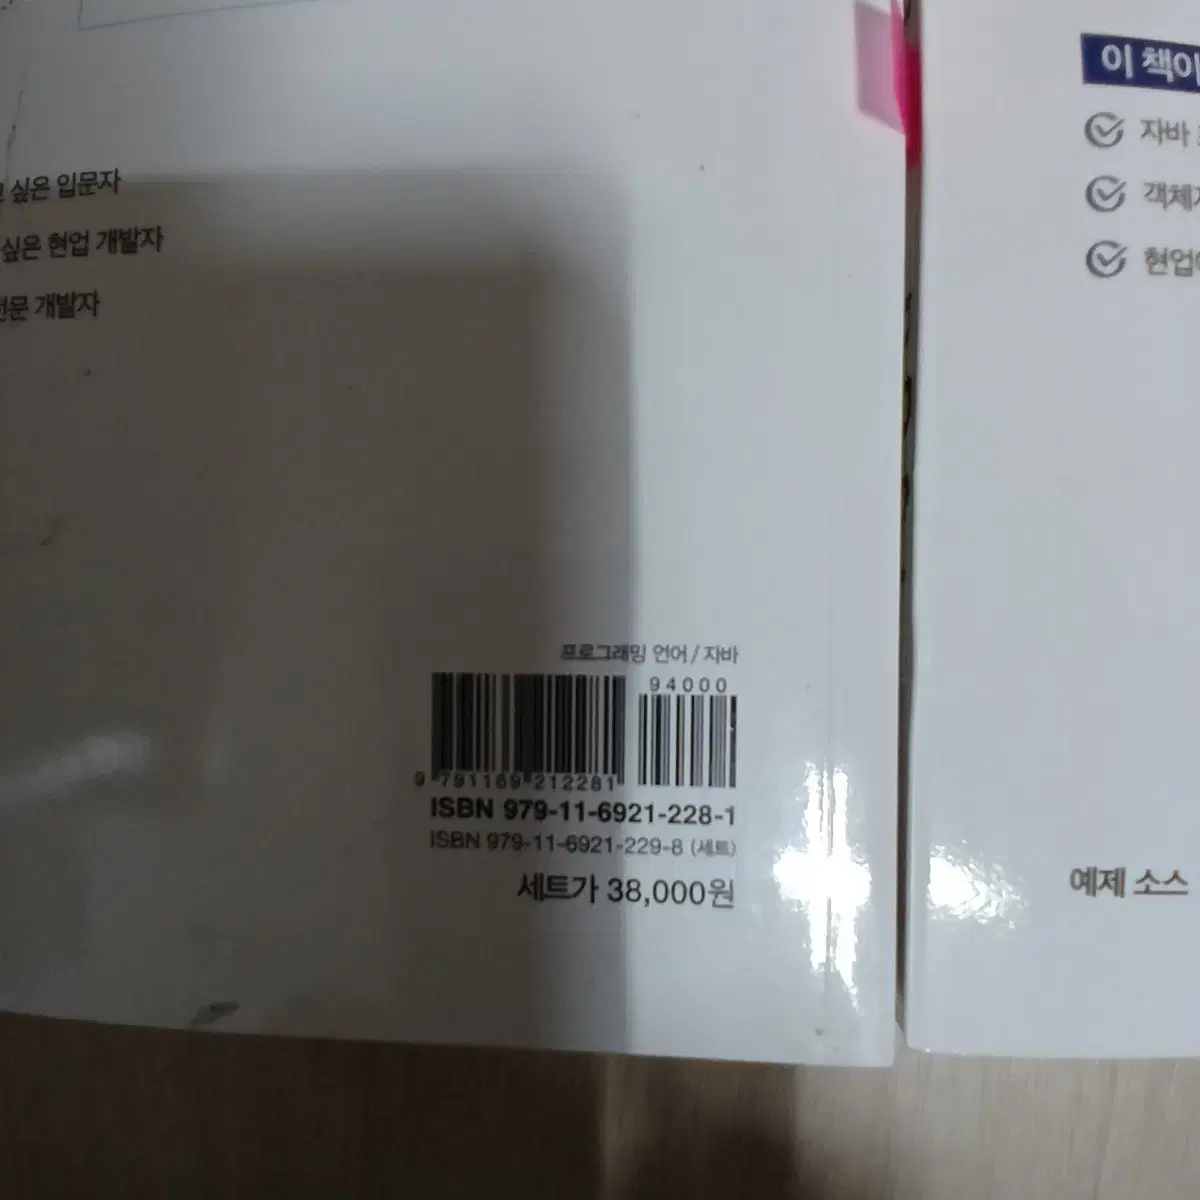 싶은 입문자
싶은 현업 개발자
전문 개발자
프로그래밍 언어 / 자바
94000
9 791169 212281
ISBN 979-11-6921-228-1
ISBN 979-11-6921-229-8 (세트)
세트가 38,000원
이 책이
자바
객체지
현업에
예제 소스